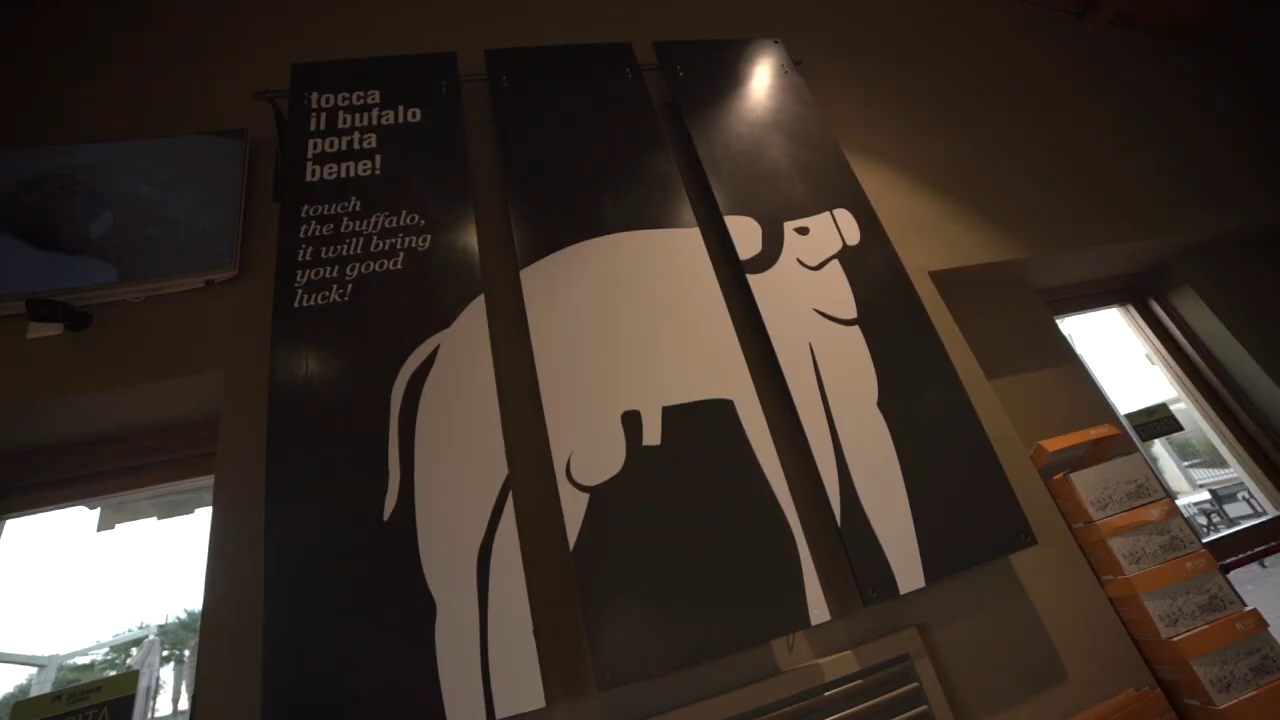 tocca
il bufalo
porta
bene!
touch
the buffalo,
it will bring
you good
luck!